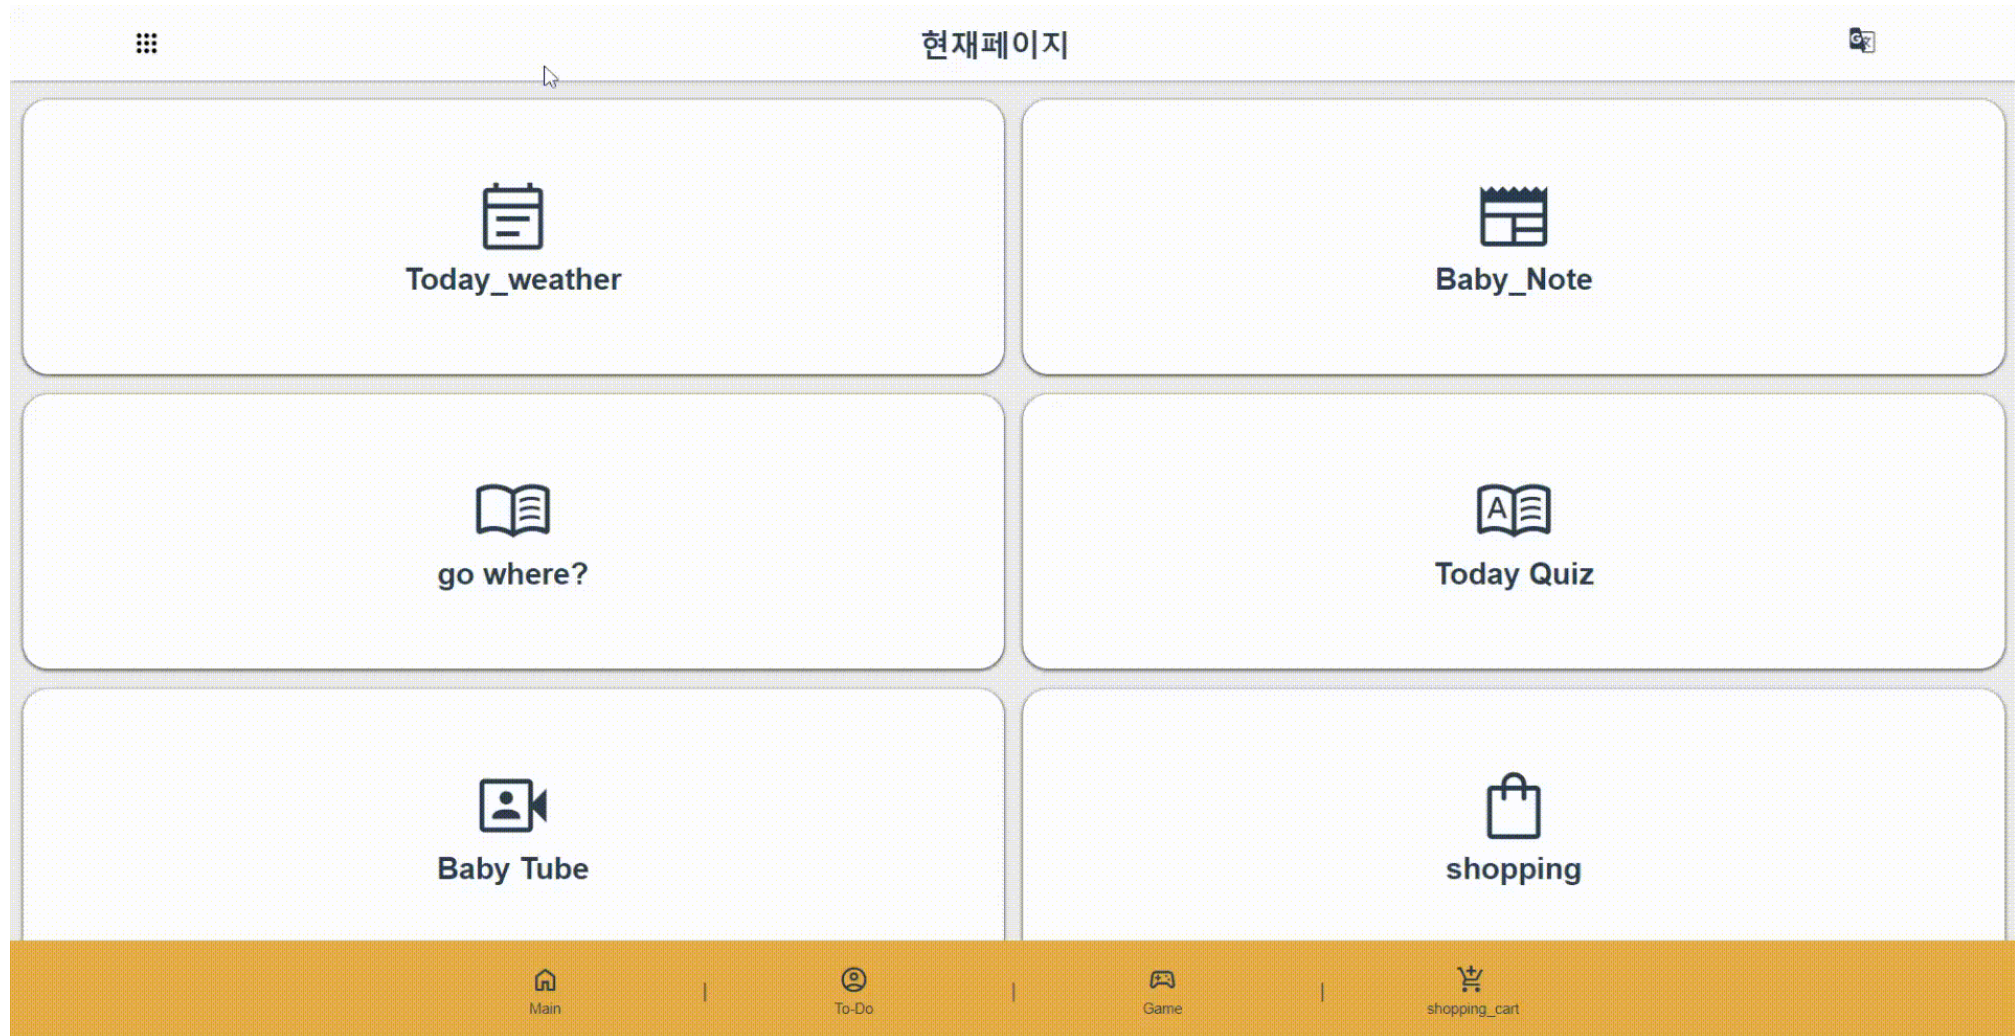 현재페이지
Today_weather
Baby_Note
go where?
A
Today Quiz
Baby Tube
shopping
Main
|
To-Do
|
Game
|
shopping_cart